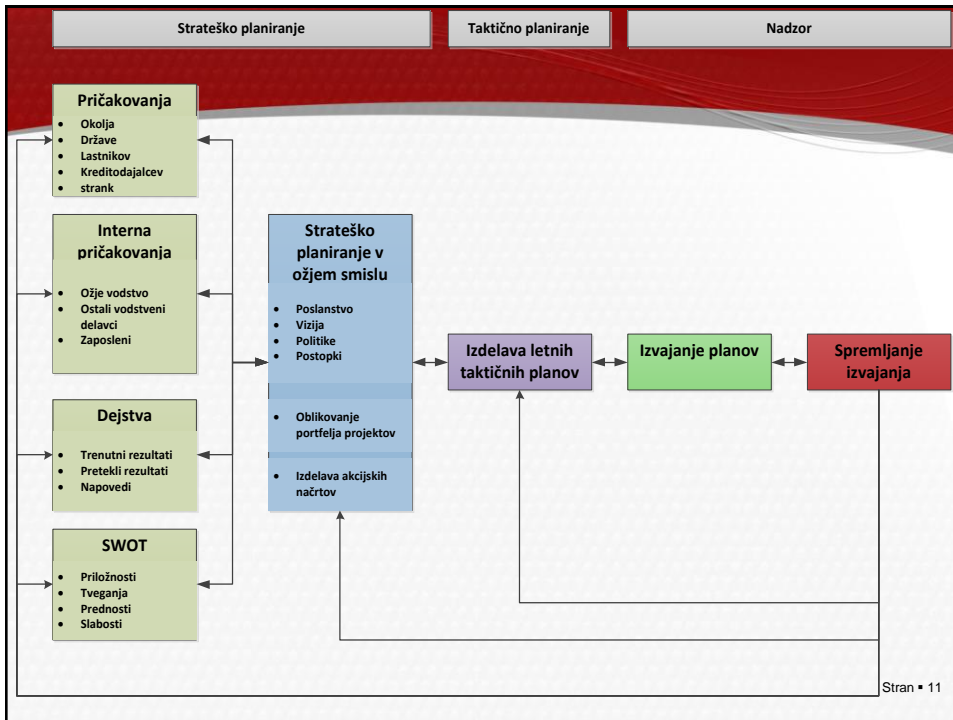 Strateško planiranje
Taktično planiranje
Nadzor
Pričakovanja
• Okolja
• Države
• Lastnikov
• Kreditodajalcev
• strank
Interna
pričakovanja
• Ožje vodstvo
• Ostali vodstveni
delavci
• Zaposleni
Dejstva
• Trenutni rezultati
• Pretekli rezultati
• Napovedi
SWOT
• Priložnosti
• Tveganja
• Prednosti
• Slabosti
Strateško
planiranje v
ožjem smislu
• Poslanstvo
• Vizija
• Politike
• Postopki
• Oblikovanje
portfelja projektov
• Izdelava akcijskih
načrtov
Izdelava letnih
taktičnih planov
Izvajanje planov
Spremljanje
izvajanja
Stran ▪ 11